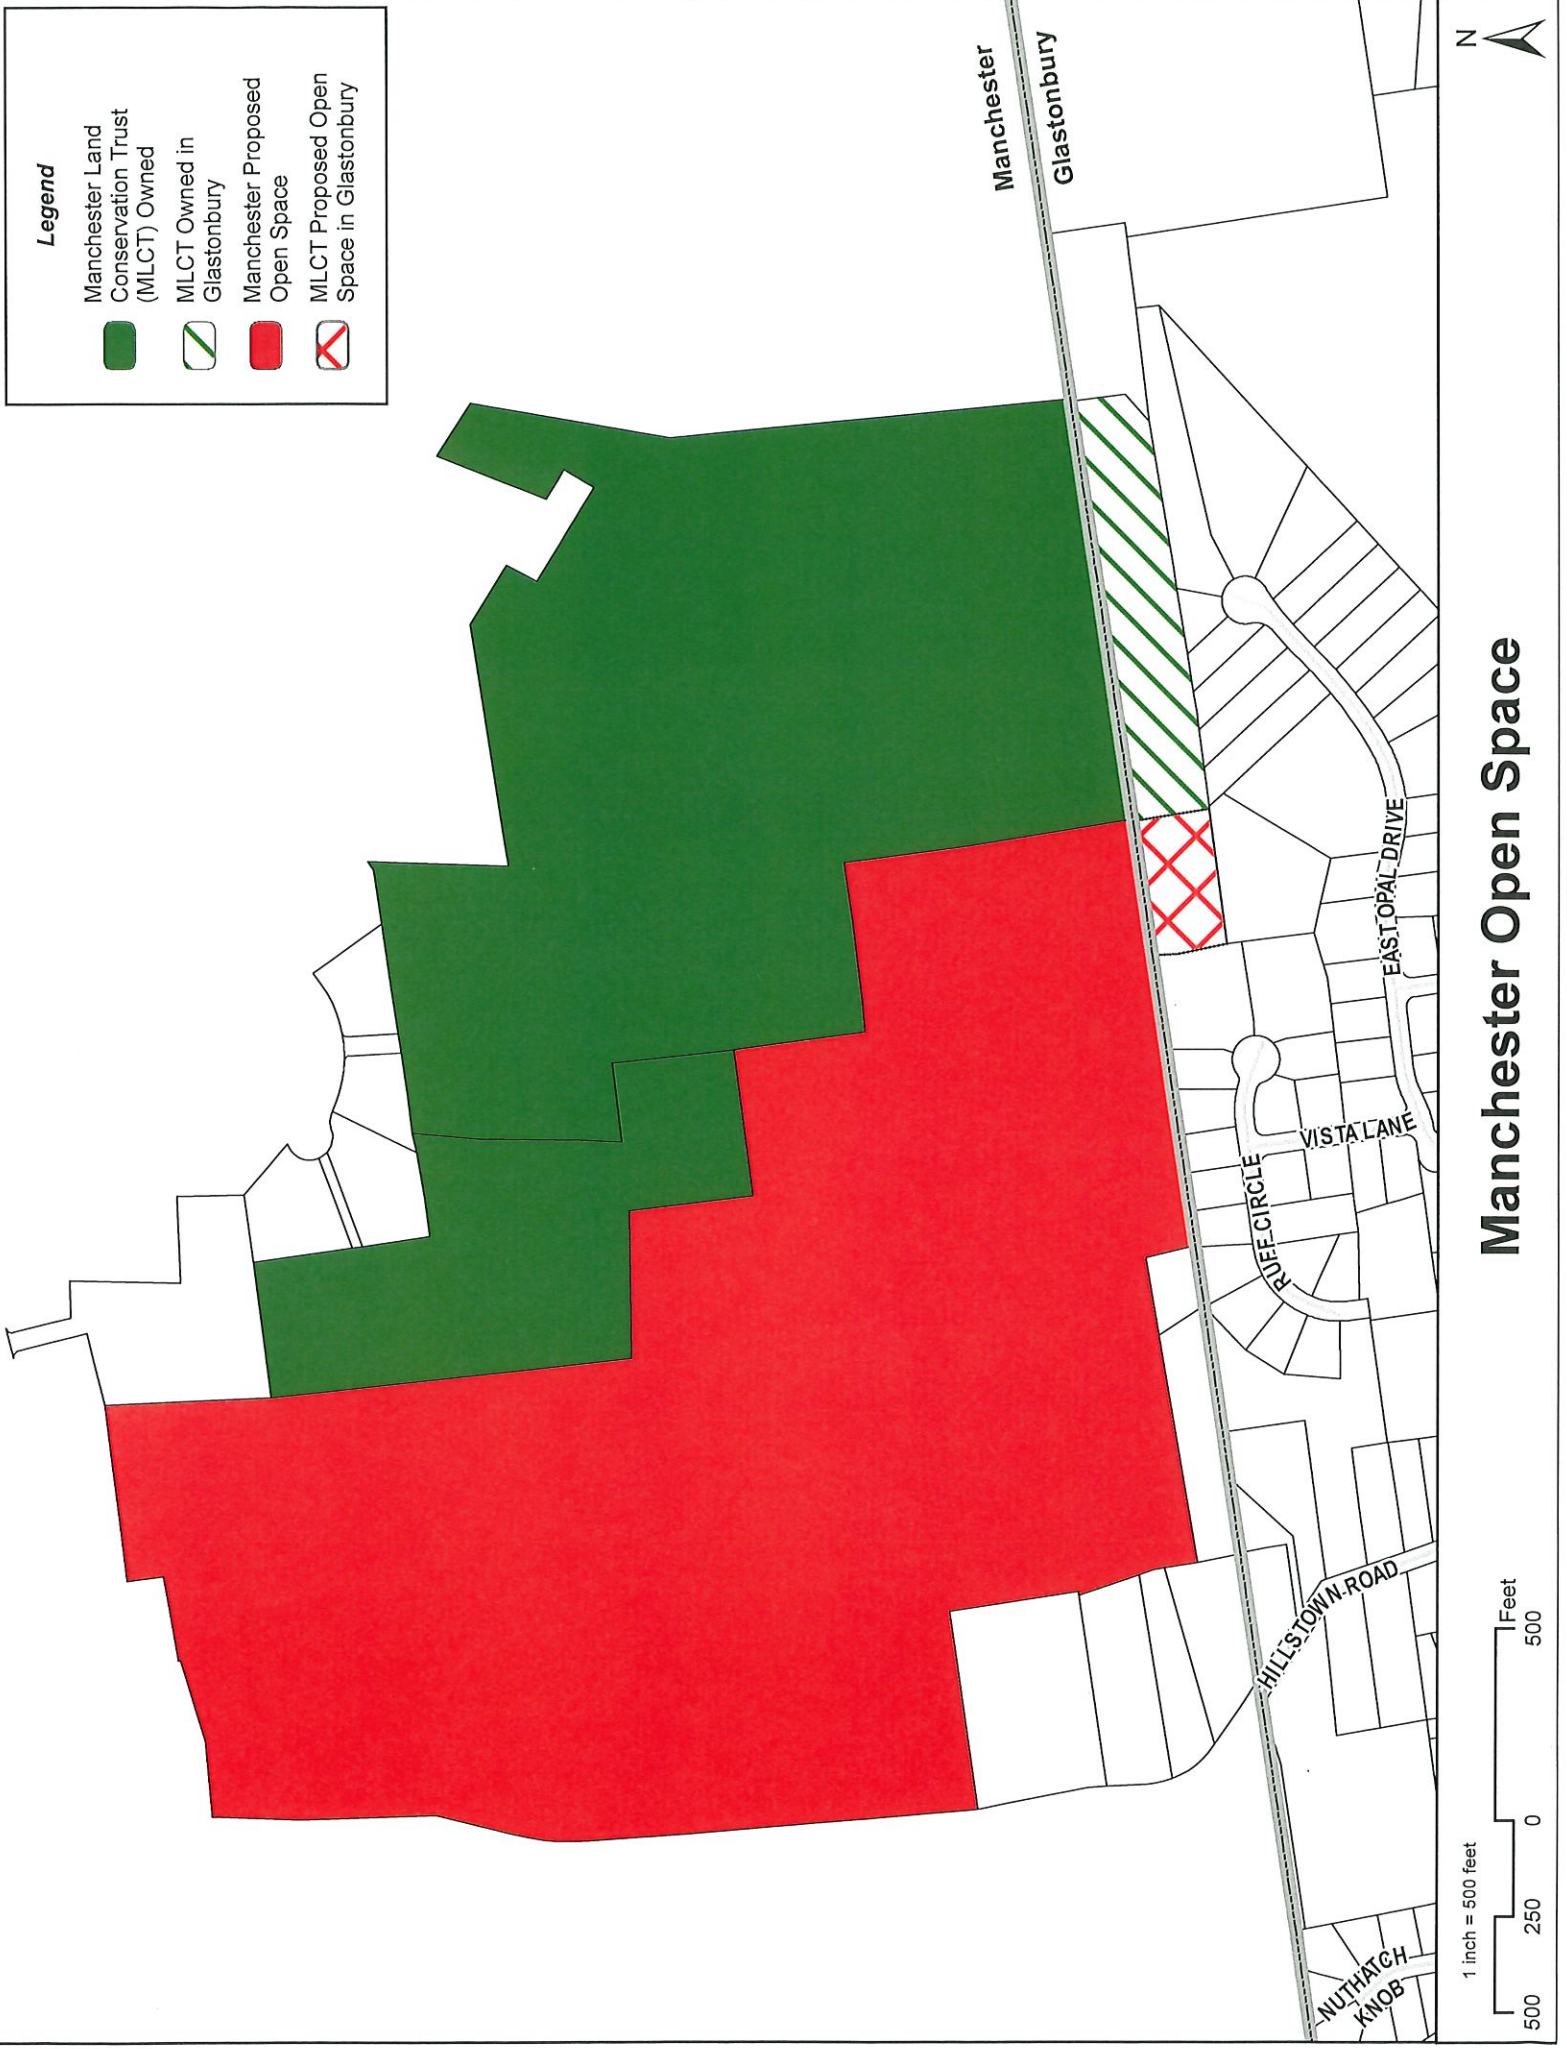 Legend
Manchester Land
Conservation Trust
(MLCT) Owned
MLCT Owned in
Glastonbury
Manchester Proposed
Open Space
MLCT Proposed Open
Space in Glastonbury
Manchester
Glastonbury
EAST OPAL DRIVE
VISTA LANE
RUFF CIRCLE
HILLSTOWN ROAD
NUTHATCH
KNOB
1 inch = 500 feet
Feet
500 250 0 500
Manchester Open Space
N